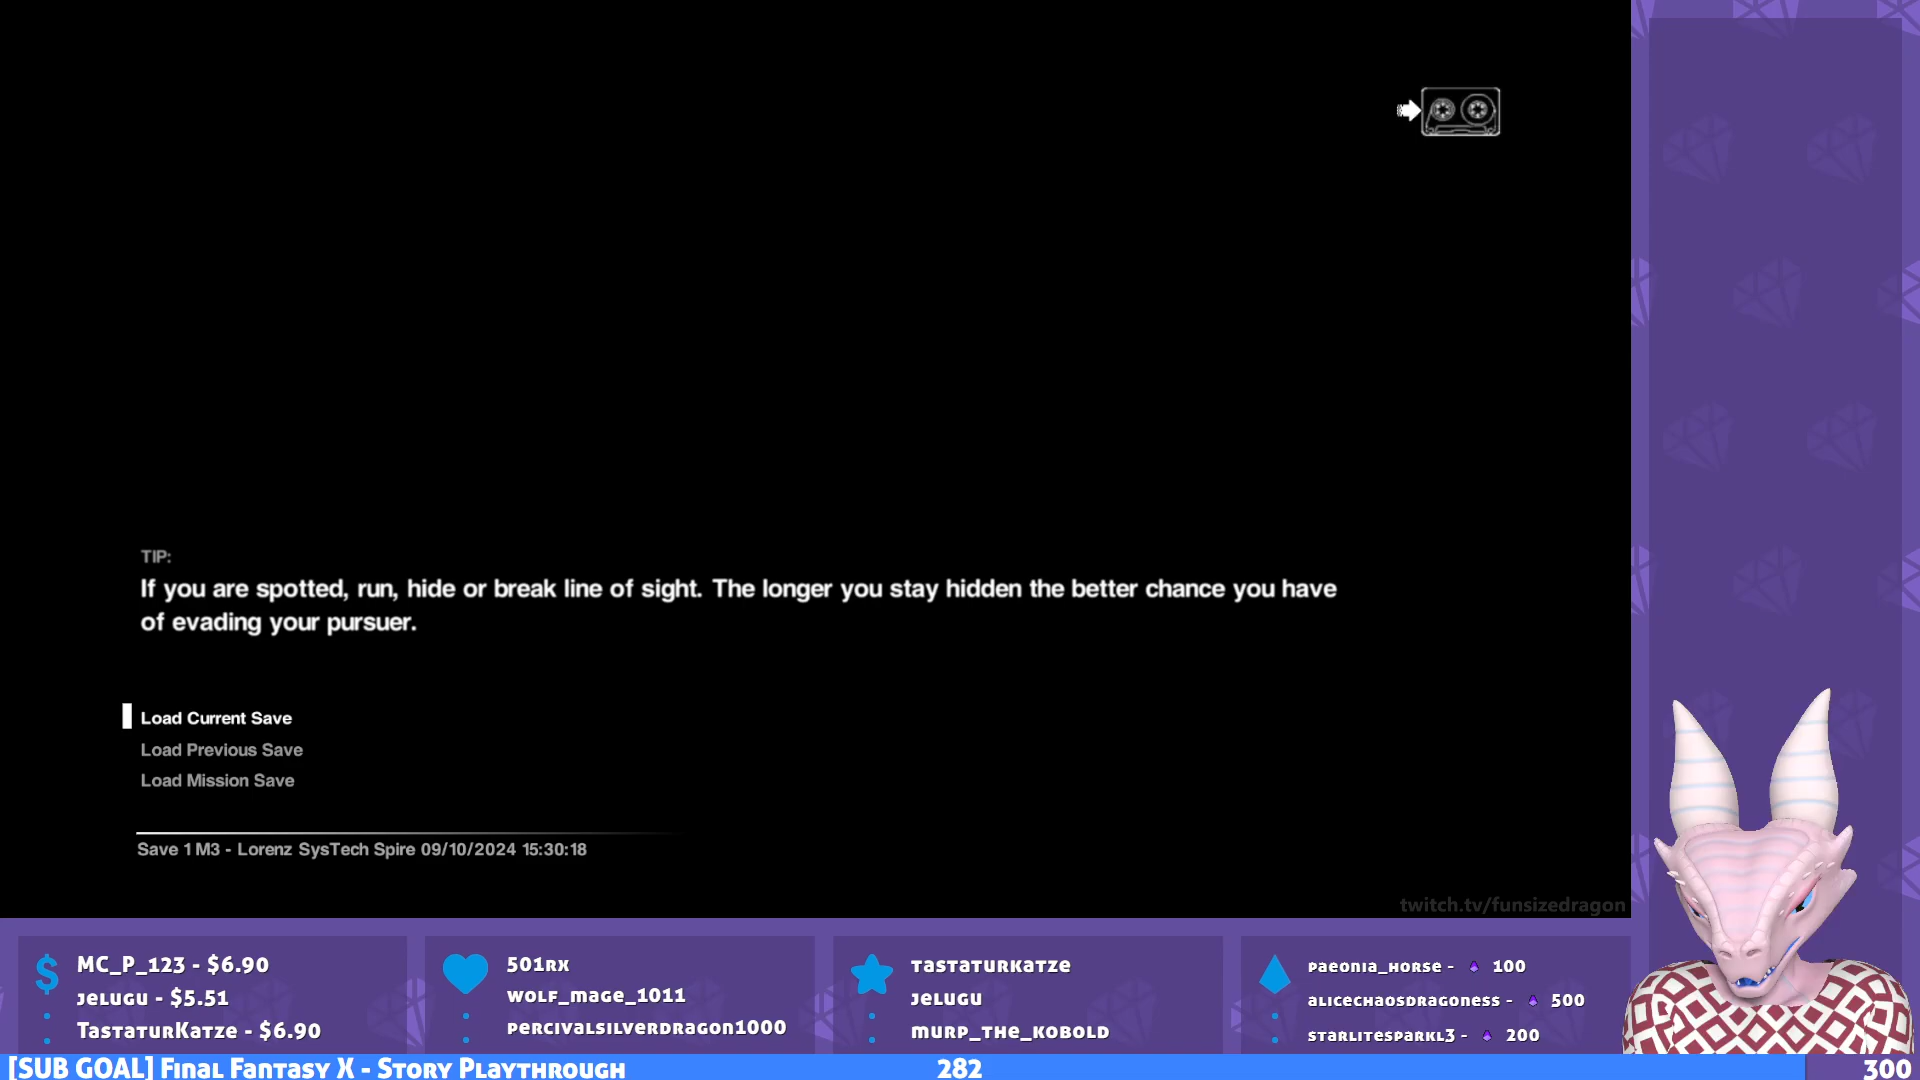 TIP:
If you are spotted, run, hide or break line of sight. The longer you stay hidden the better chance you have
of evading your pursuer.
Load Current Save
Load Previous Save
Load Mission Save
Save 1 M3 - Lorenz SysTech Spire 09/10/2024 15:30:18
twitch.tv/funsizedragon
MC_P_123 - $6.90
jelugu - $5.51
TastaturKatze - $6.90
501rx
wolf_mage_1011
percivalsilverdragon1000
tastaturkatze
jelugu
murp_the_kobold
paeonia_horse - 100
alicechaosdragoness - 500
starlitesparkl3 - 200
[SUB GOAL] Final Fantasy X - Story Playthrough 282 300